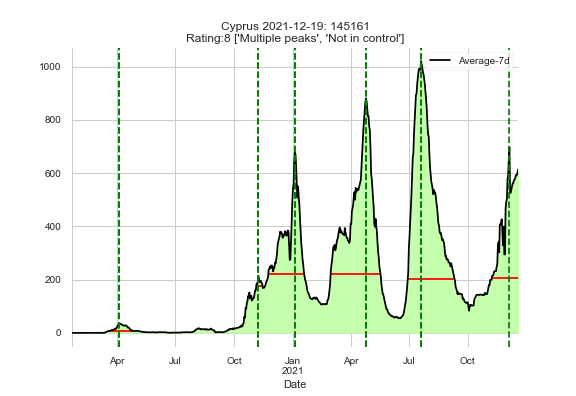 Cyprus 2021-12-19: 145161
Rating:8 ['Multiple peaks', 'Not in control']
Average-7d
1000
800
600
400
200
0
Apr Jul Oct Jan Apr Jul Oct
2021
Date